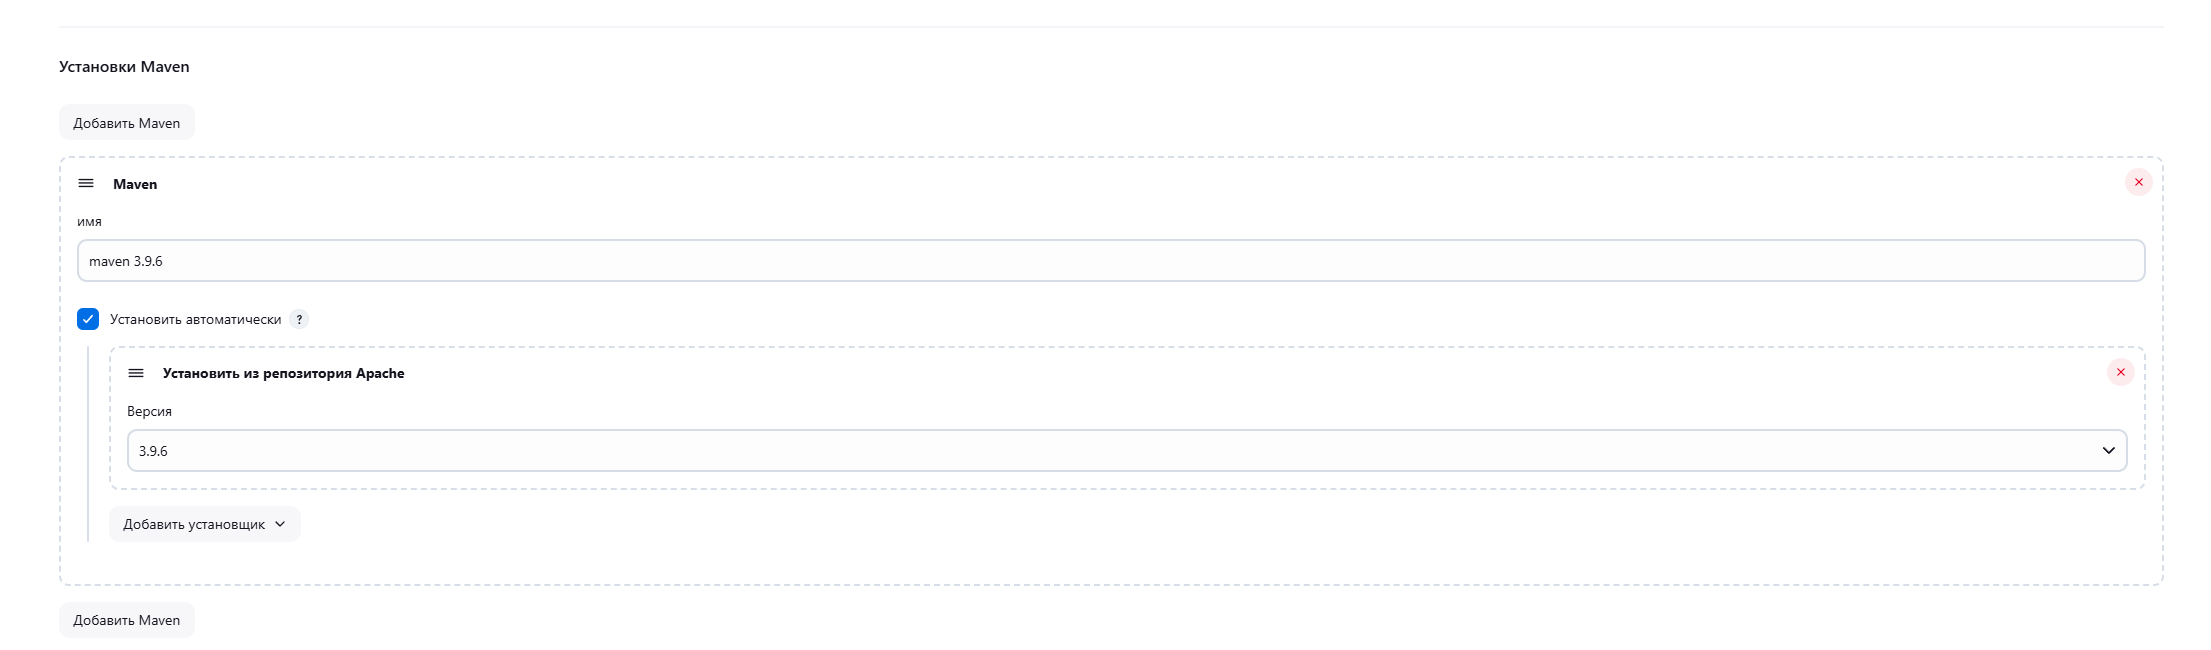 Установки Maven
Добавить Maven
Maven
имя
maven 3.9.6
Установить автоматически ?
Установить из репозитория Apache
Версия
3.9.6
Добавить установщик
Добавить Maven